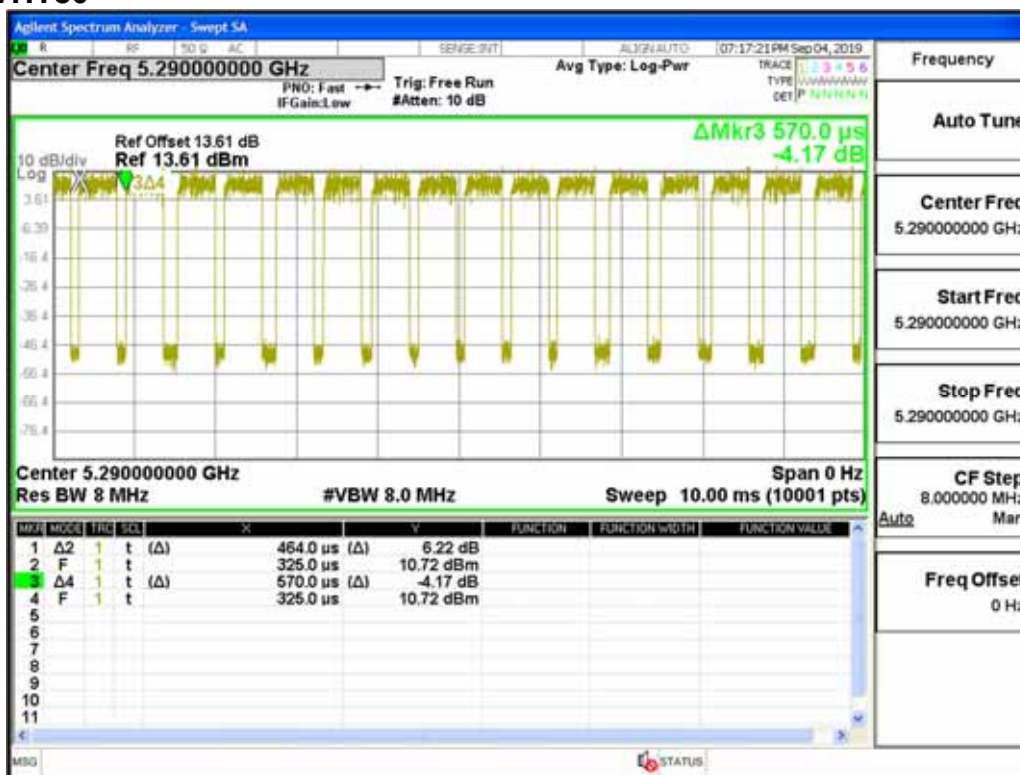 Agilent Spectrum Analyzer - Swept SA
R RF 50 Ω AC SENSE:INT ALIGNAUTO 07:17:21 PM Sep 04, 2019
Center Freq 5.290000000 GHz
PNO: Fast
IFGain:Low
Trig: Free Run
#Atten: 10 dB
Avg Type: Log-Pwr
TRACE 1 2 3 4 5 6
TYPE
DET P N N N N N
Ref Offset 13.61 dB
10 dB/div Ref 13.61 dBm
Log
ΔMkr3 570.0 µs
-4.17 dB
3Δ4
3.61
-6.39
-16.4
-26.4
-36.4
-46.4
-56.4
-66.4
-76.4
Center 5.290000000 GHz Span 0 Hz
Res BW 8 MHz #VBW 8.0 MHz Sweep 10.00 ms (10001 pts)
MKR MODE TRC SCL X Y FUNCTION FUNCTION WIDTH FUNCTION VALUE
1 Δ2 1 t (Δ) 464.0 µs (Δ) 6.22 dB
2 F 1 t 325.0 µs 10.72 dBm
3 Δ4 1 t (Δ) 570.0 µs (Δ) -4.17 dB
4 F 1 t 325.0 µs 10.72 dBm
5
6
7
8
9
10
11
MSG STATUS
Frequency
Auto Tune
Center Freq
5.290000000 GHz
Start Freq
5.290000000 GHz
Stop Freq
5.290000000 GHz
CF Step
8.000000 MHz
Auto Man
Freq Offset
0 Hz